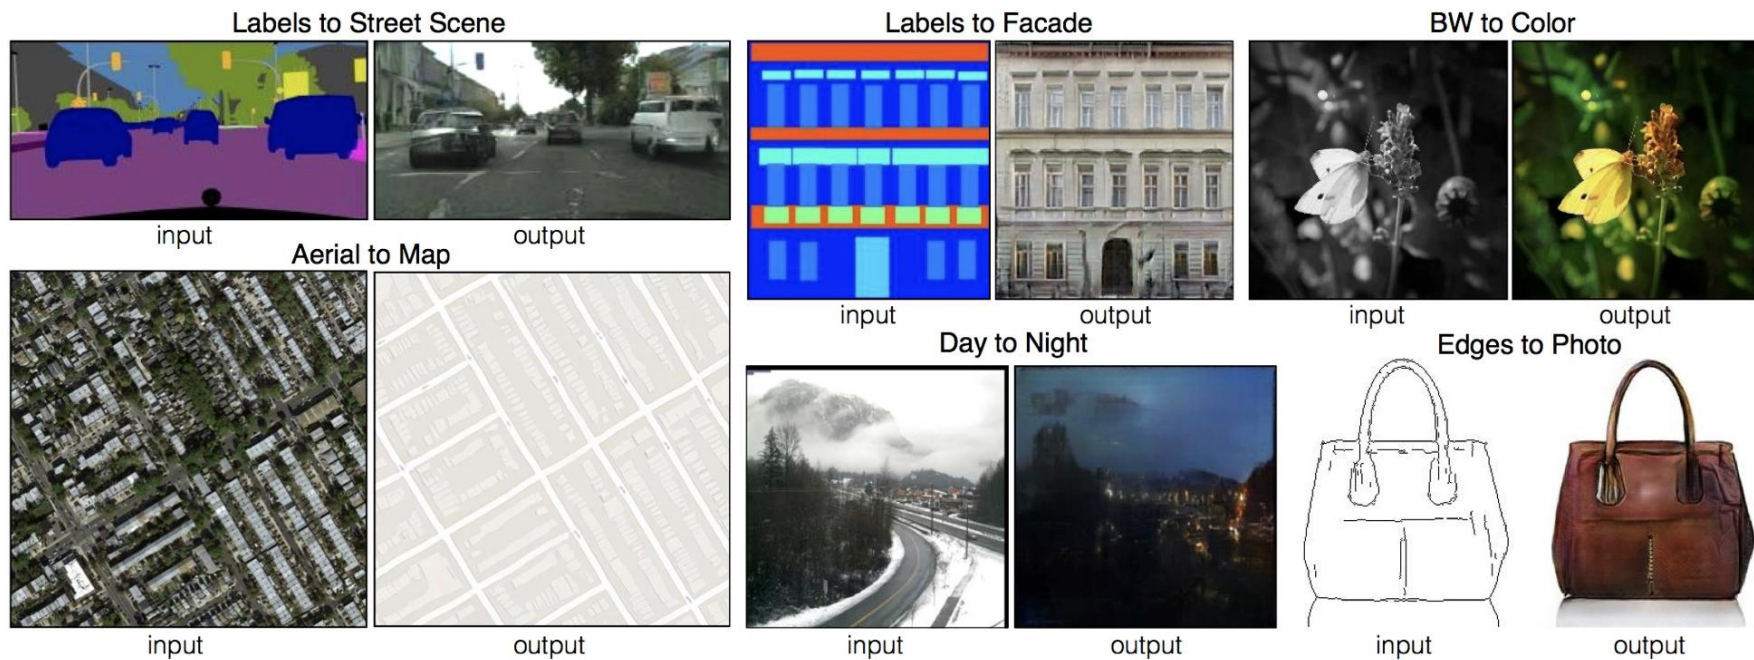 Labels to Street Scene
input output
Aerial to Map
input output
Labels to Facade
input output
Day to Night
input output
BW to Color
input output
Edges to Photo
input output